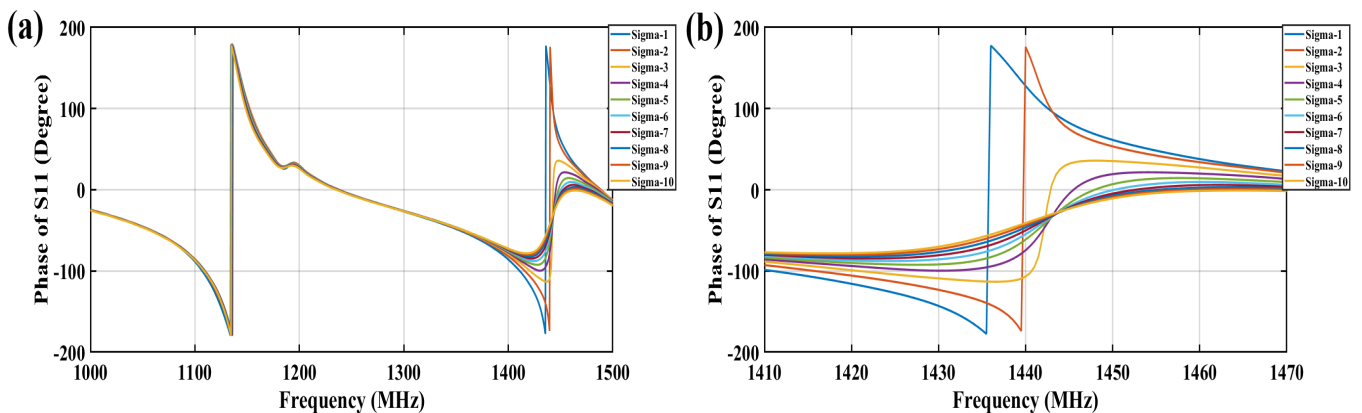 (a)
200
100
0
-100
-200
1000
1100
1200
1300
1400
1500
Phase of S11 (Degree)
Frequency (MHz)
Sigma-1
Sigma-2
Sigma-3
Sigma-4
Sigma-5
Sigma-6
Sigma-7
Sigma-8
Sigma-9
Sigma-10
(b)
200
100
0
-100
-200
1410
1420
1430
1440
1450
1460
1470
Phase of S11 (Degree)
Frequency (MHz)
Sigma-1
Sigma-2
Sigma-3
Sigma-4
Sigma-5
Sigma-6
Sigma-7
Sigma-8
Sigma-9
Sigma-10